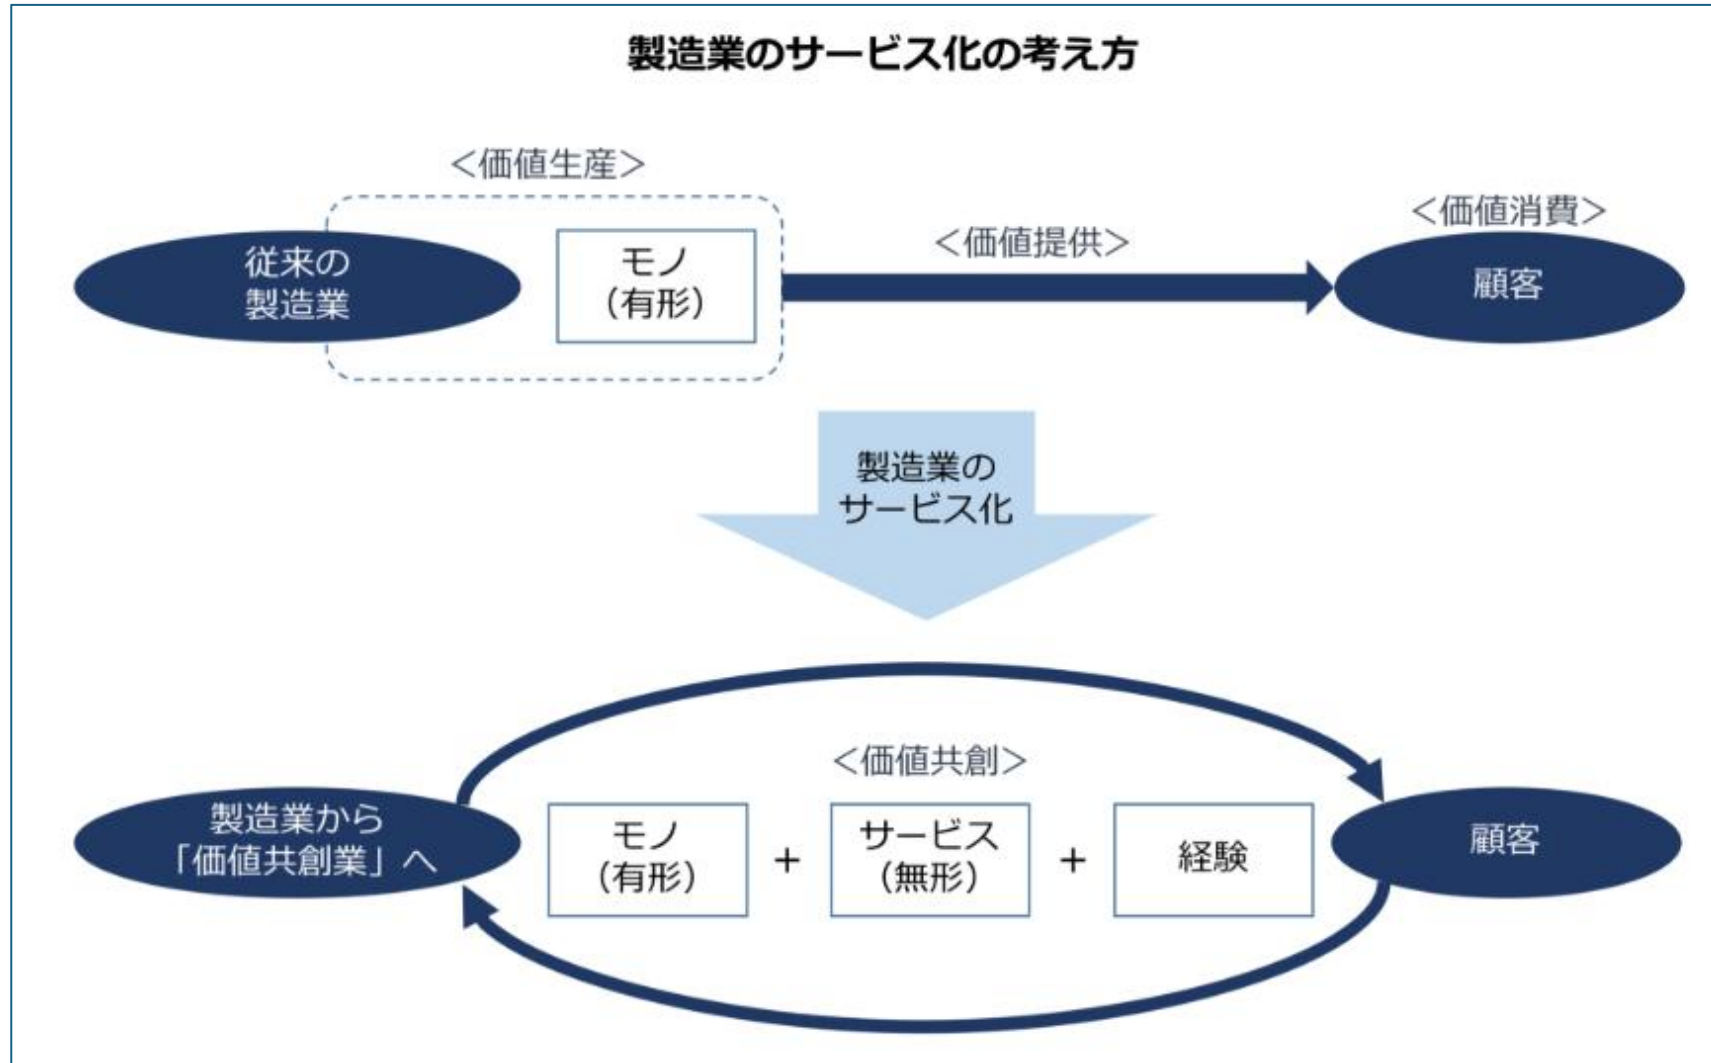 製造業のサービス化の考え方
＜価値生産＞
従来の
製造業
モノ
（有形）
＜価値提供＞
＜価値消費＞
顧客
製造業の
サービス化
＜価値共創＞
製造業から
「価値共創業」へ
モノ
（有形）
+
サービス
（無形）
+
経験
顧客